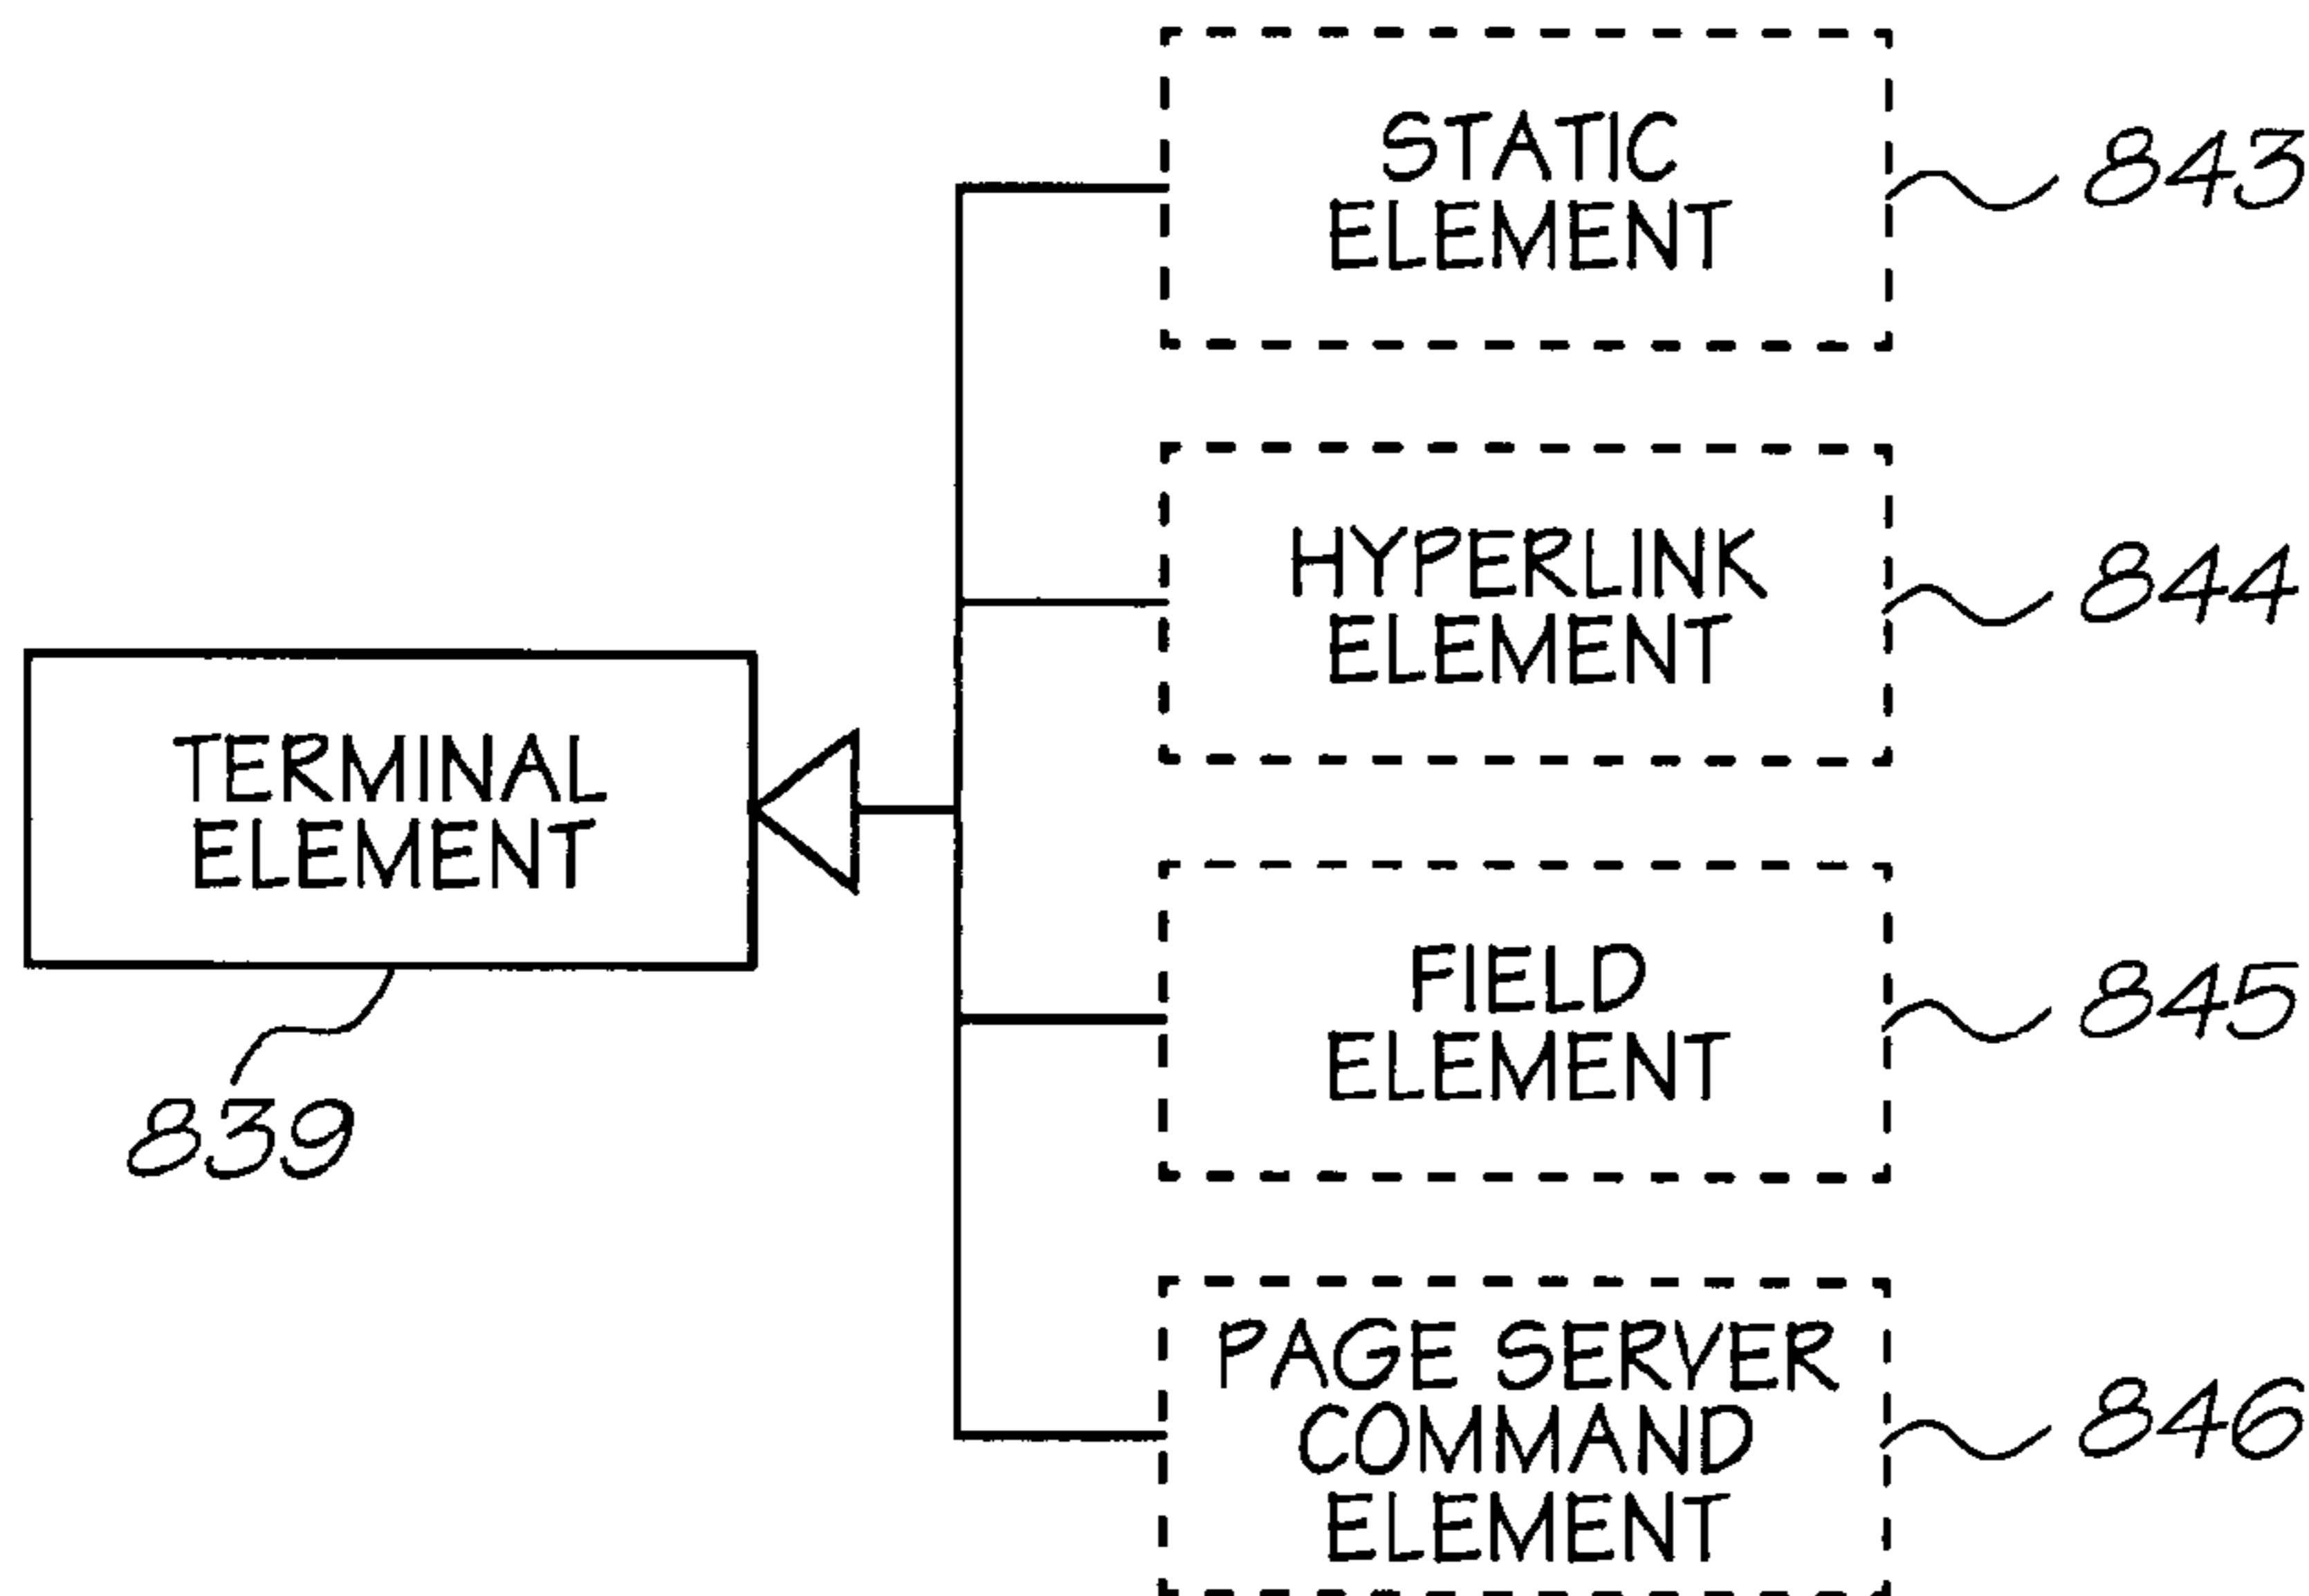 STATIC
ELEMENT
843
HYPERLINK
ELEMENT
844
TERMINAL
ELEMENT
839
FIELD
ELEMENT
845
PAGE SERVER
COMMAND
ELEMENT
846